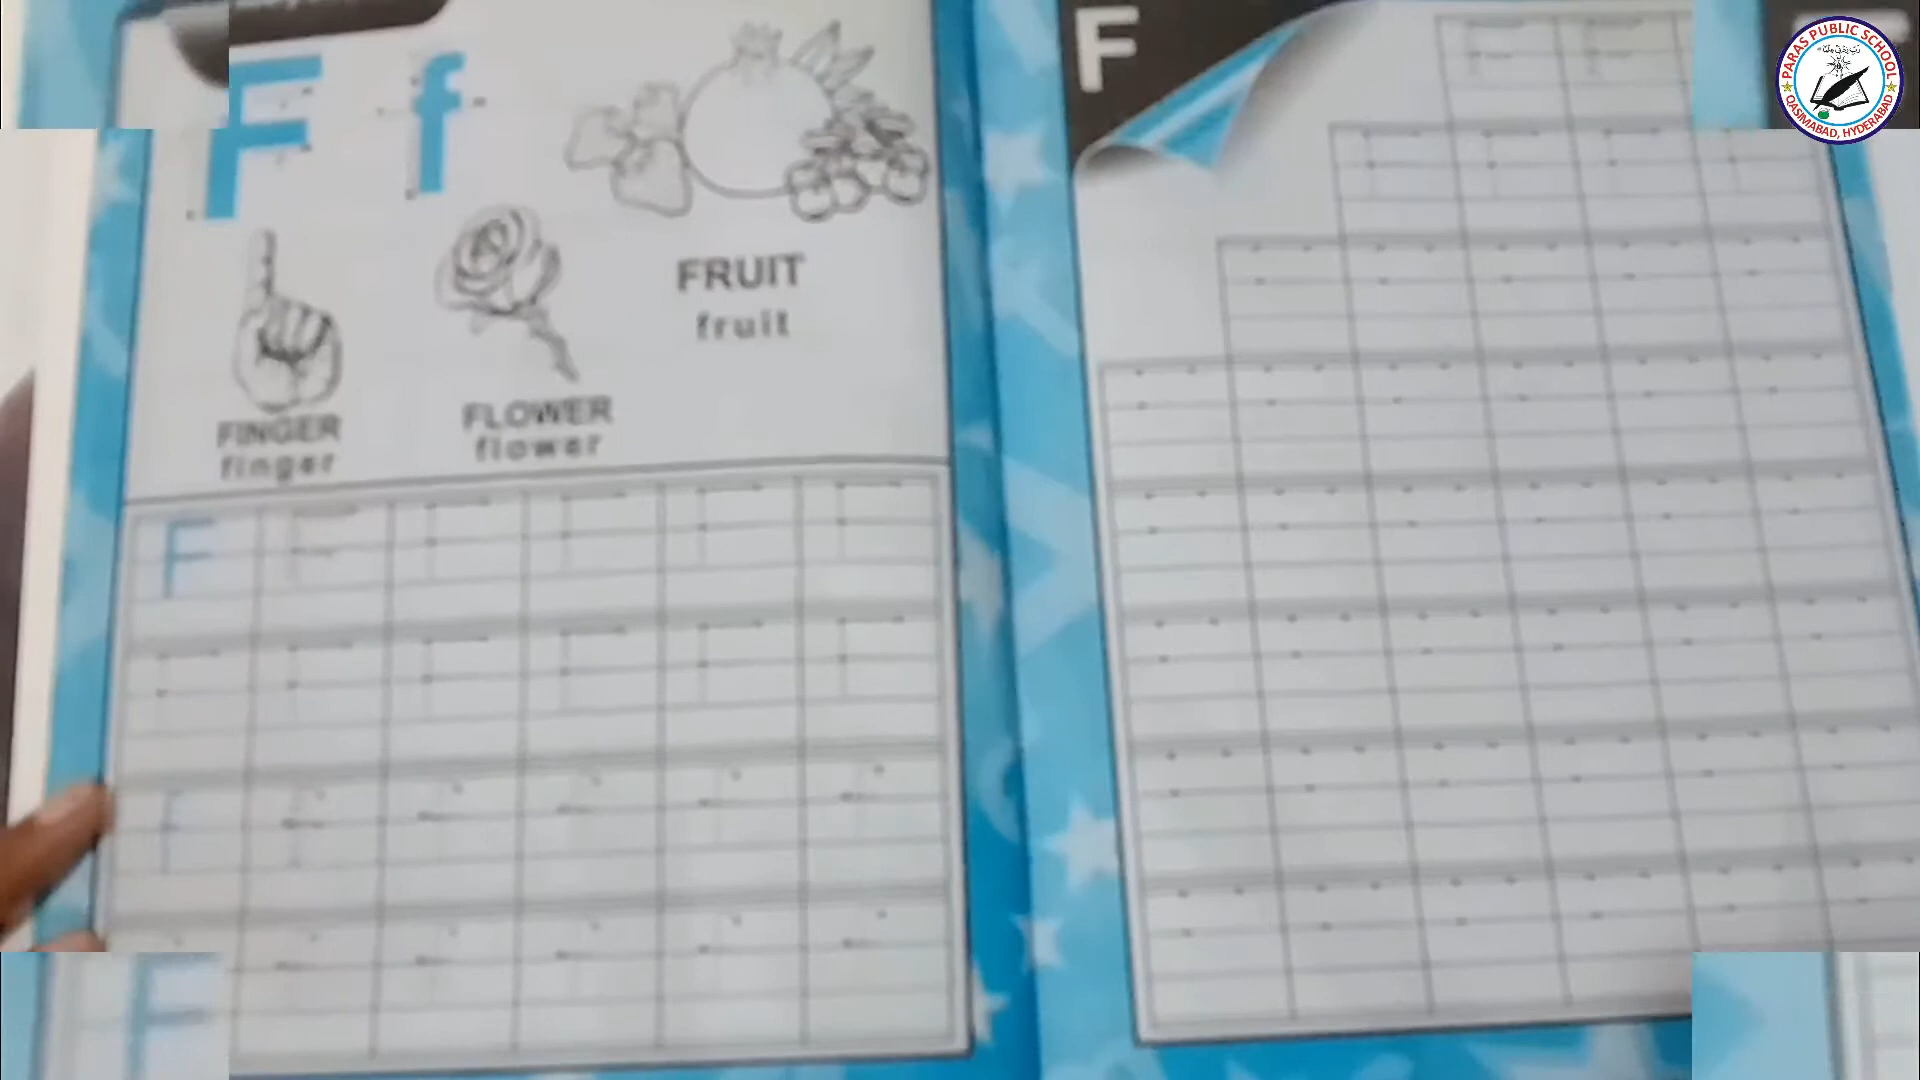 F f
FRUIT
fruit
FINGER
finger
FLOWER
flower
F
F
f
F
PARAS PUBLIC SCHOOL
QASIMABAD, HYDERABAD